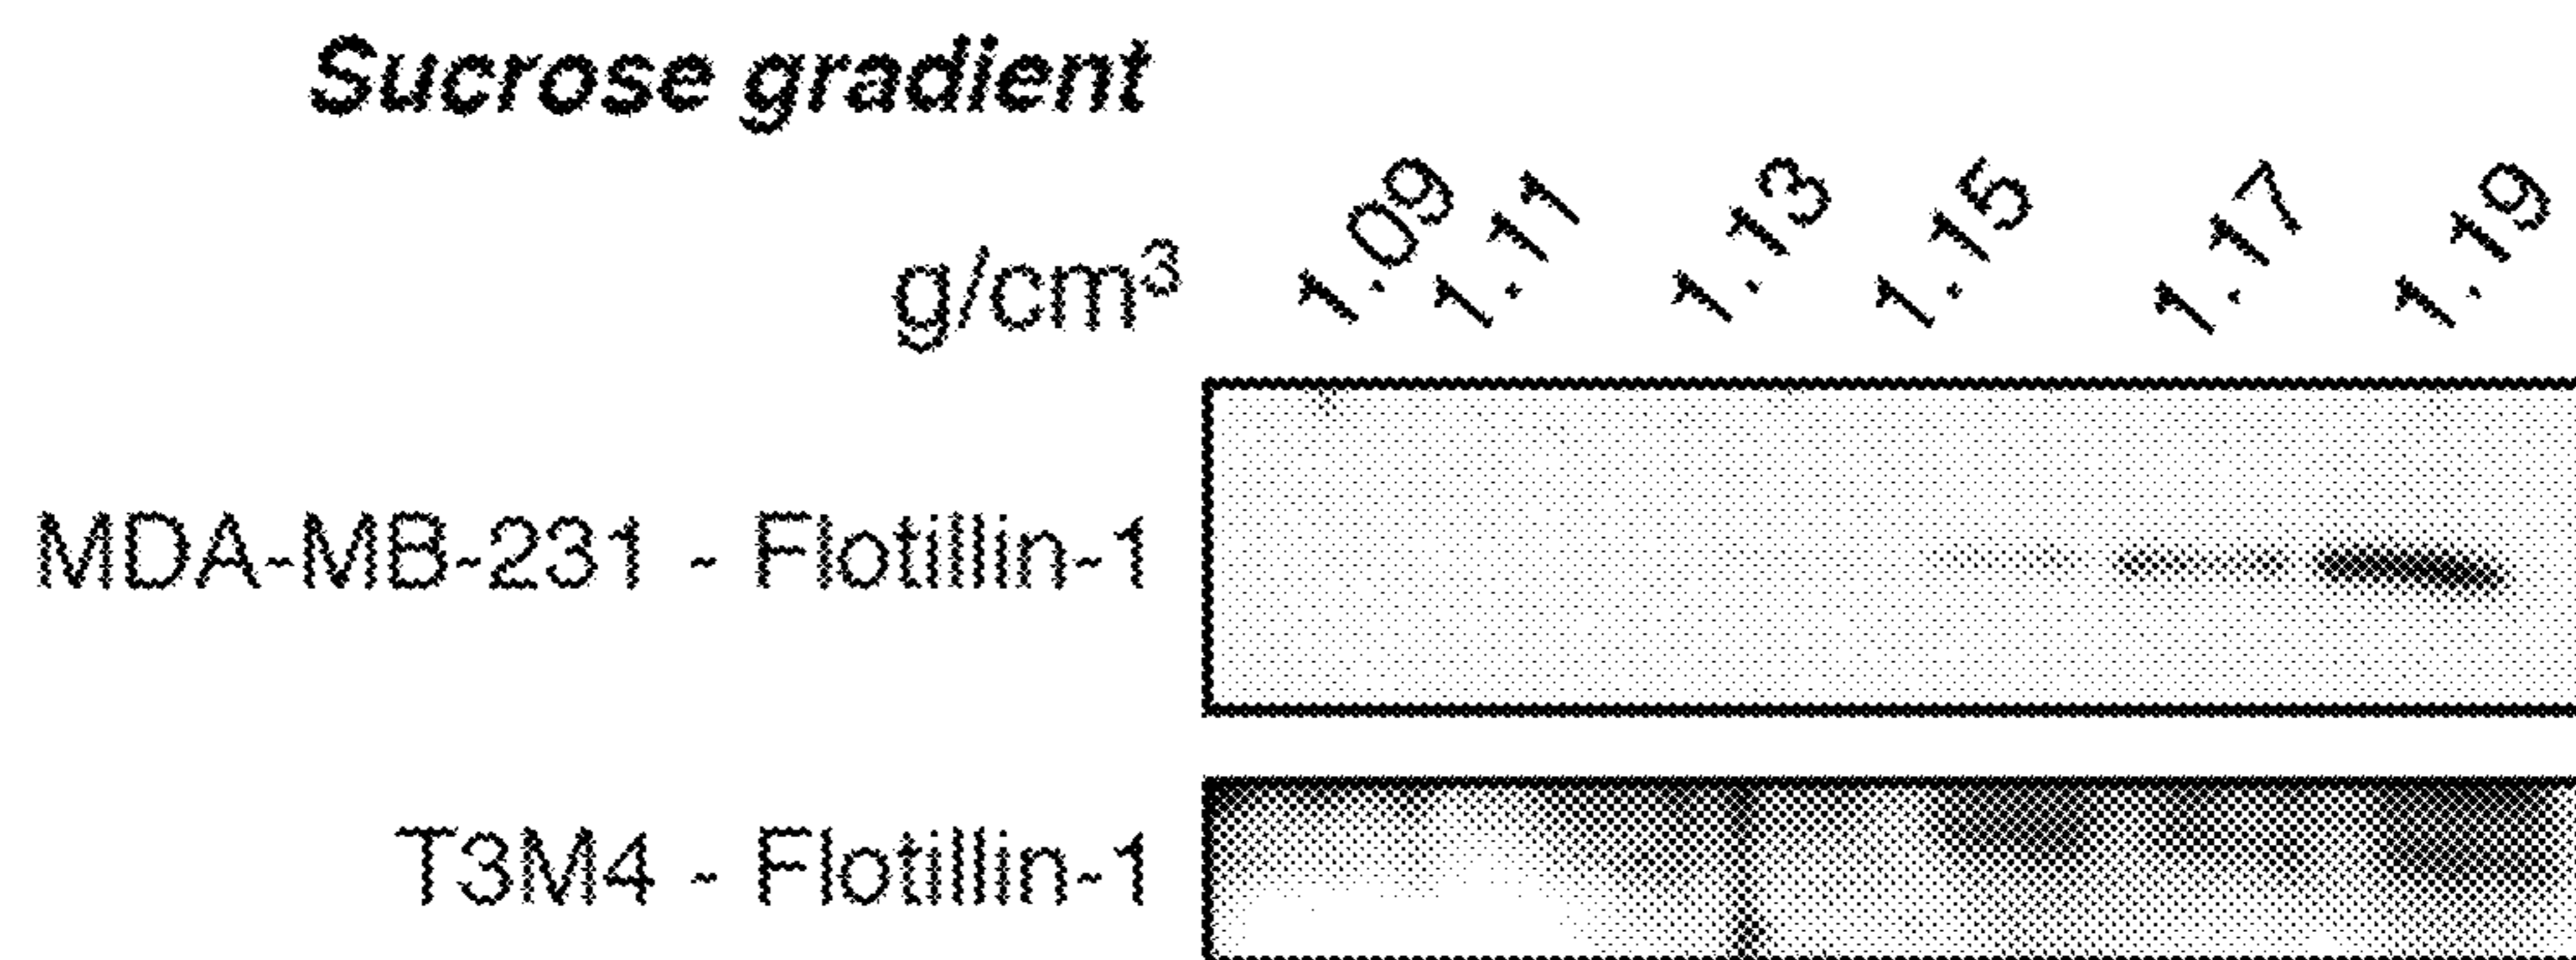 Sucrose gradient
g/cm³ 1.09 1.11 1.13 1.15 1.17 1.19
MDA-MB-231 - Flotillin-1
T3M4 - Flotillin-1